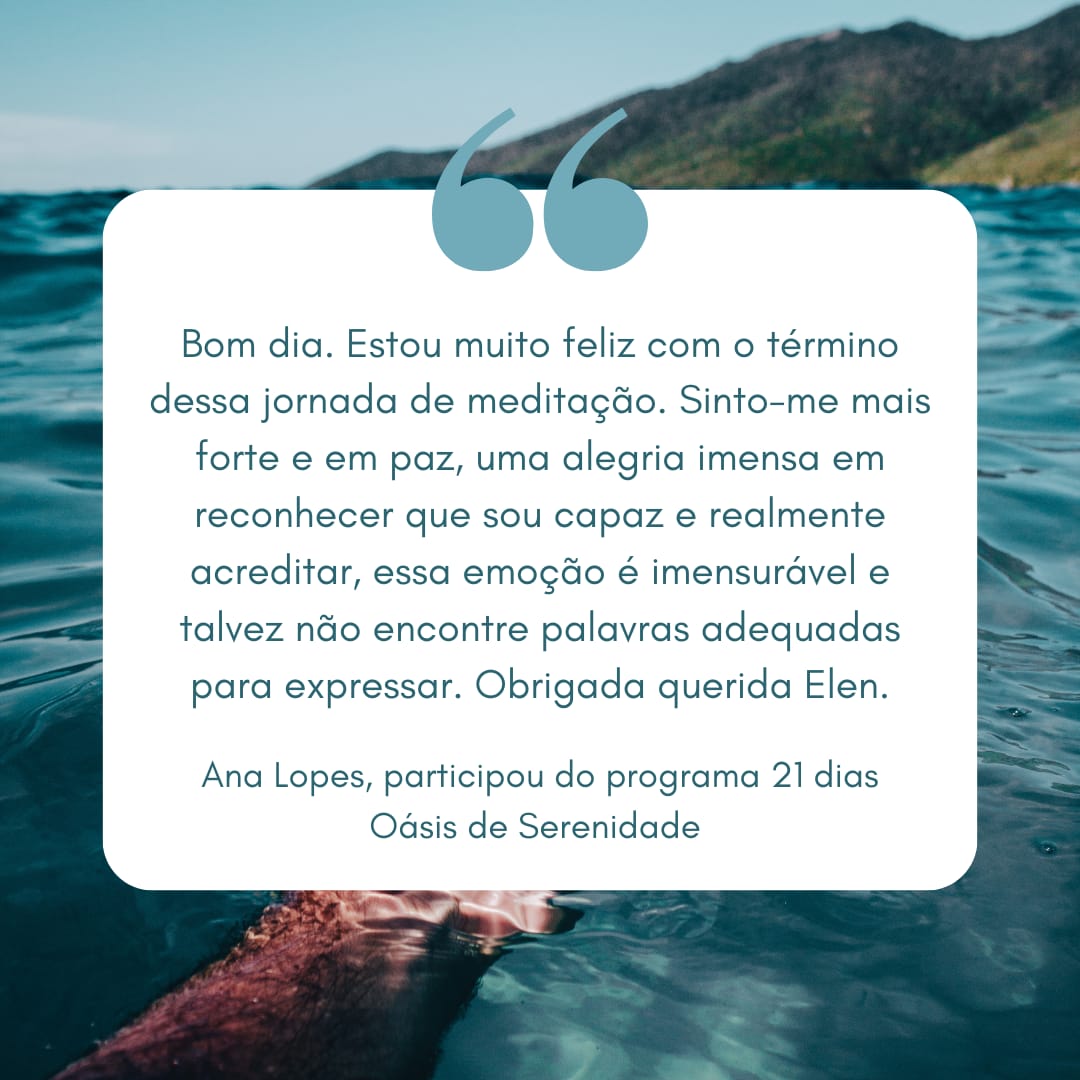 Bom dia. Estou muito feliz com o término
dessa jornada de meditação. Sinto-me mais
forte e em paz, uma alegria imensa em
reconhecer que sou capaz e realmente
acreditar, essa emoção é imensurável e
talvez não encontre palavras adequadas
para expressar. Obrigada querida Elen.
Ana Lopes, participou do programa 21 dias
Oásis de Serenidade